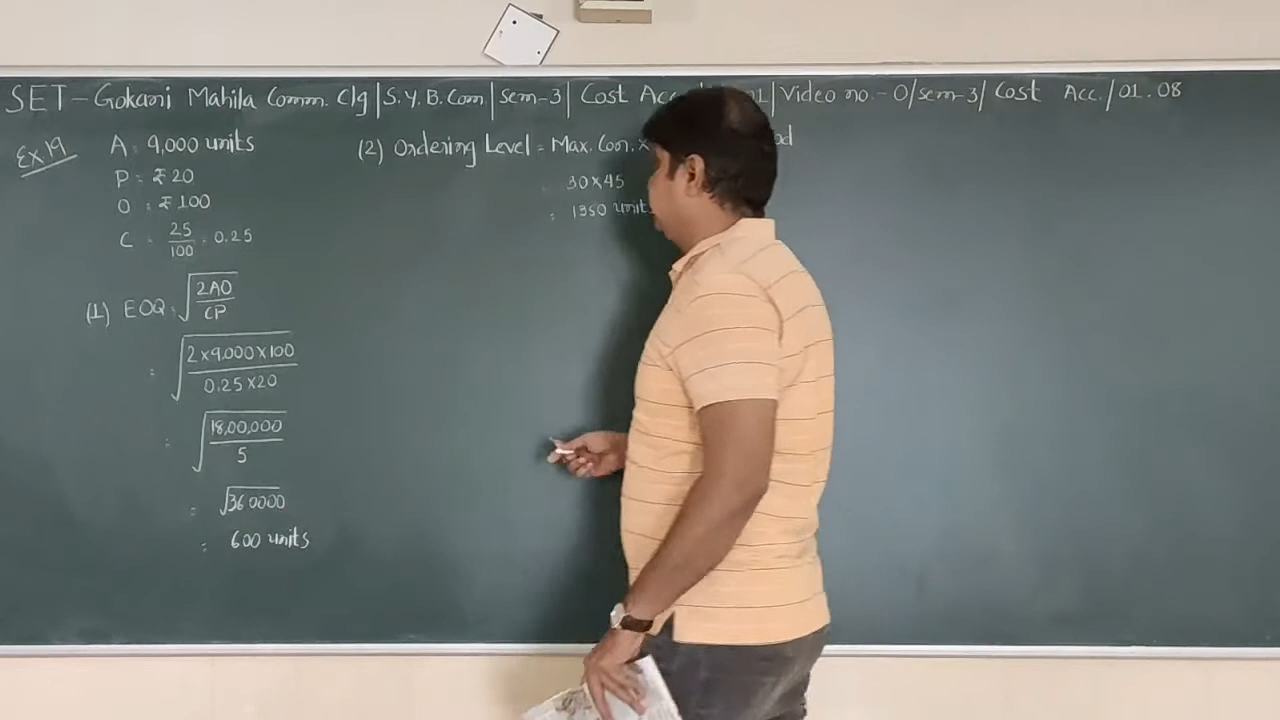 SET - Gokani Mahila Comm. Clg | S.Y. B.Com | Sem-3 | Cost Acc 1 | Video no. - 0/sem-3/ Cost Acc. / 01.08
Ex 19
A = 9,000 units
P = ₹ 20
O = ₹ 100
C = 25/100 = 0.25
(1) EOQ = √2AO/CP
= √2 x 9,000 x 100/0.25 x 20
= √18,00,000/5
= √360000
= 600 units
(2) Ordering Level = Max. Con. x
= 30 x 45
= 1350 units